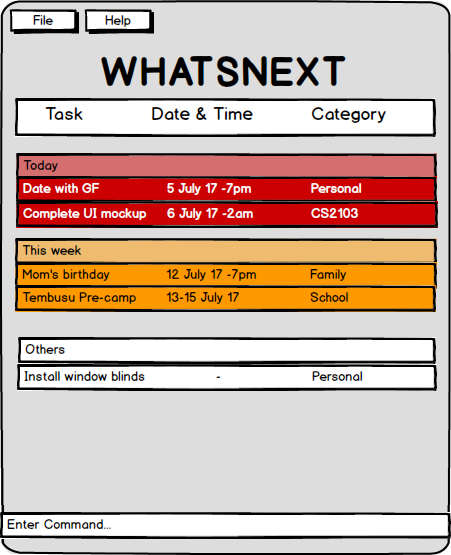 File Help
WHATSNEXT
Task Date & Time Category
Today
Date with GF 5 July 17 -7pm Personal
Complete UI mockup 6 July 17 -2am CS2103
This week
Mom's birthday 12 July 17 -7pm Family
Tembusu Pre-camp 13-15 July 17 School
Others
Install window blinds - Personal
Enter Command...